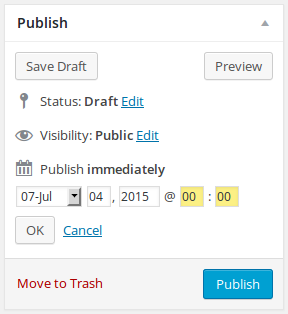 Publish
Save Draft Preview
Status: Draft Edit
Visibility: Public Edit
Publish immediately
07-Jul 04 , 2015 @ 00 : 00
OK Cancel
Move to Trash Publish